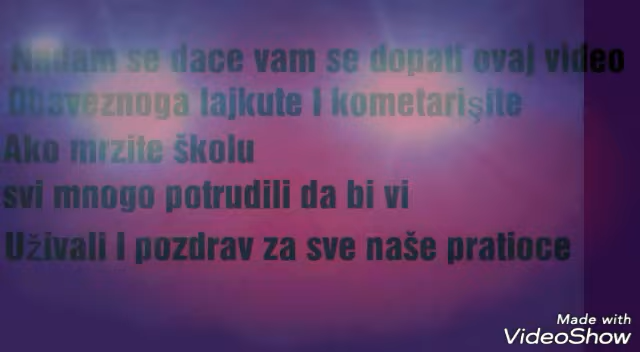 Nadam se dace vam se dopati ovaj video
Obaveznoga lajkute I kometarişite
Ako mrzite školu
svi mnogo potrudili da bi vi
Uživali I pozdrav za sve naše pratioce
Made with
VideoShow